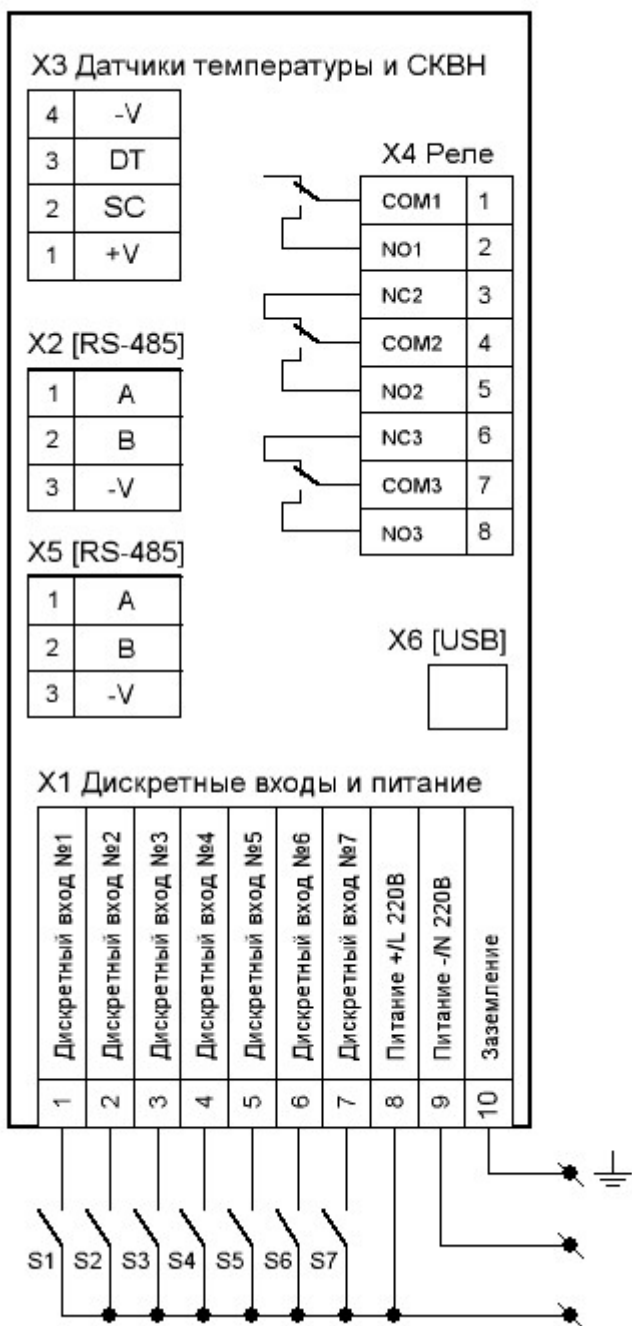 X3 Датчики температуры и СКВН
4 -V
3 DT
2 SC
1 +V
X4 Реле
COM1 1
NO1 2
NC2 3
COM2 4
NO2 5
NC3 6
COM3 7
NO3 8
X2 [RS-485]
1 A
2 B
3 -V
X5 [RS-485]
1 A
2 B
3 -V
X6 [USB]
X1 Дискретные входы и питание
Дискретный вход №1
Дискретный вход №2
Дискретный вход №3
Дискретный вход №4
Дискретный вход №5
Дискретный вход №6
Дискретный вход №7
Питание +/L 220В
Питание -/N 220В
Заземление
1 2 3 4 5 6 7 8 9 10
S1 S2 S3 S4 S5 S6 S7